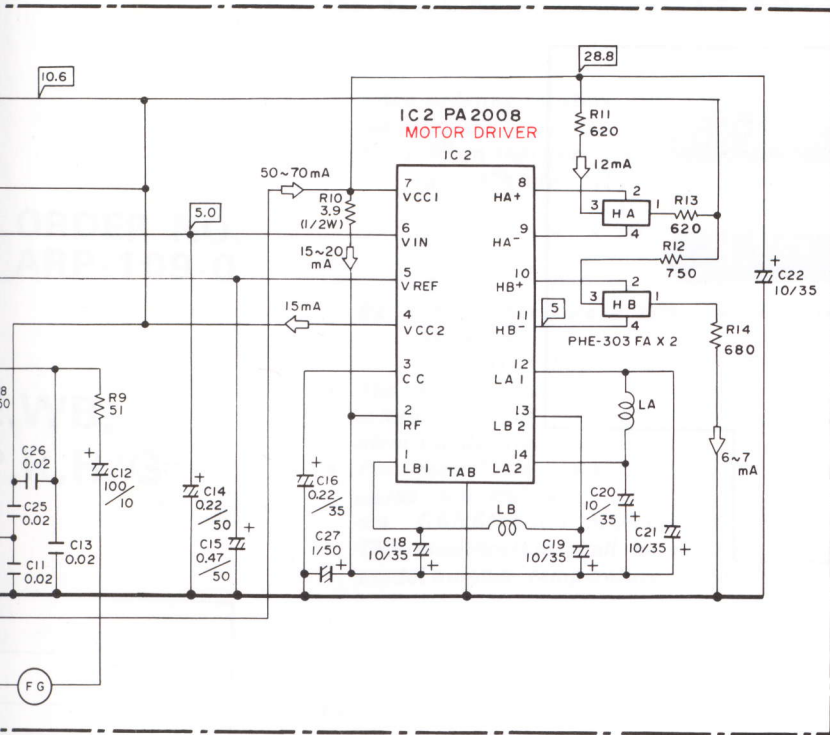 10.6
28.8
IC2 PA2008
MOTOR DRIVER
IC 2
R11
620
12mA
50~70mA
7
VCC1
8
HA+
2
3
HA
1
R13
620
R10
3.9
(1/2W)
5.0
6
VIN
9
HA-
4
R12
750
15~20
mA
5
VREF
10
HB+
2
3
HB
1
+
C22
10/35
15mA
4
VCC2
11
HB-
5
4
PHE-303 FA X 2
R14
680
3
CC
12
LA1
R9
51
2
RF
13
LB2
LA
1
LB1
TAB
14
LA2
6~7
mA
C26
0.02
+
C12
100
/10
C25
0.02
+
C14
0.22
/50
+
C16
0.22
/35
LB
C20
10
/35
+
C13
0.02
C15
0.47
/50
+
C27
1/50
+
C18
10/35
+
C19
10/35
+
C21
10/35
+
C11
0.02
FG